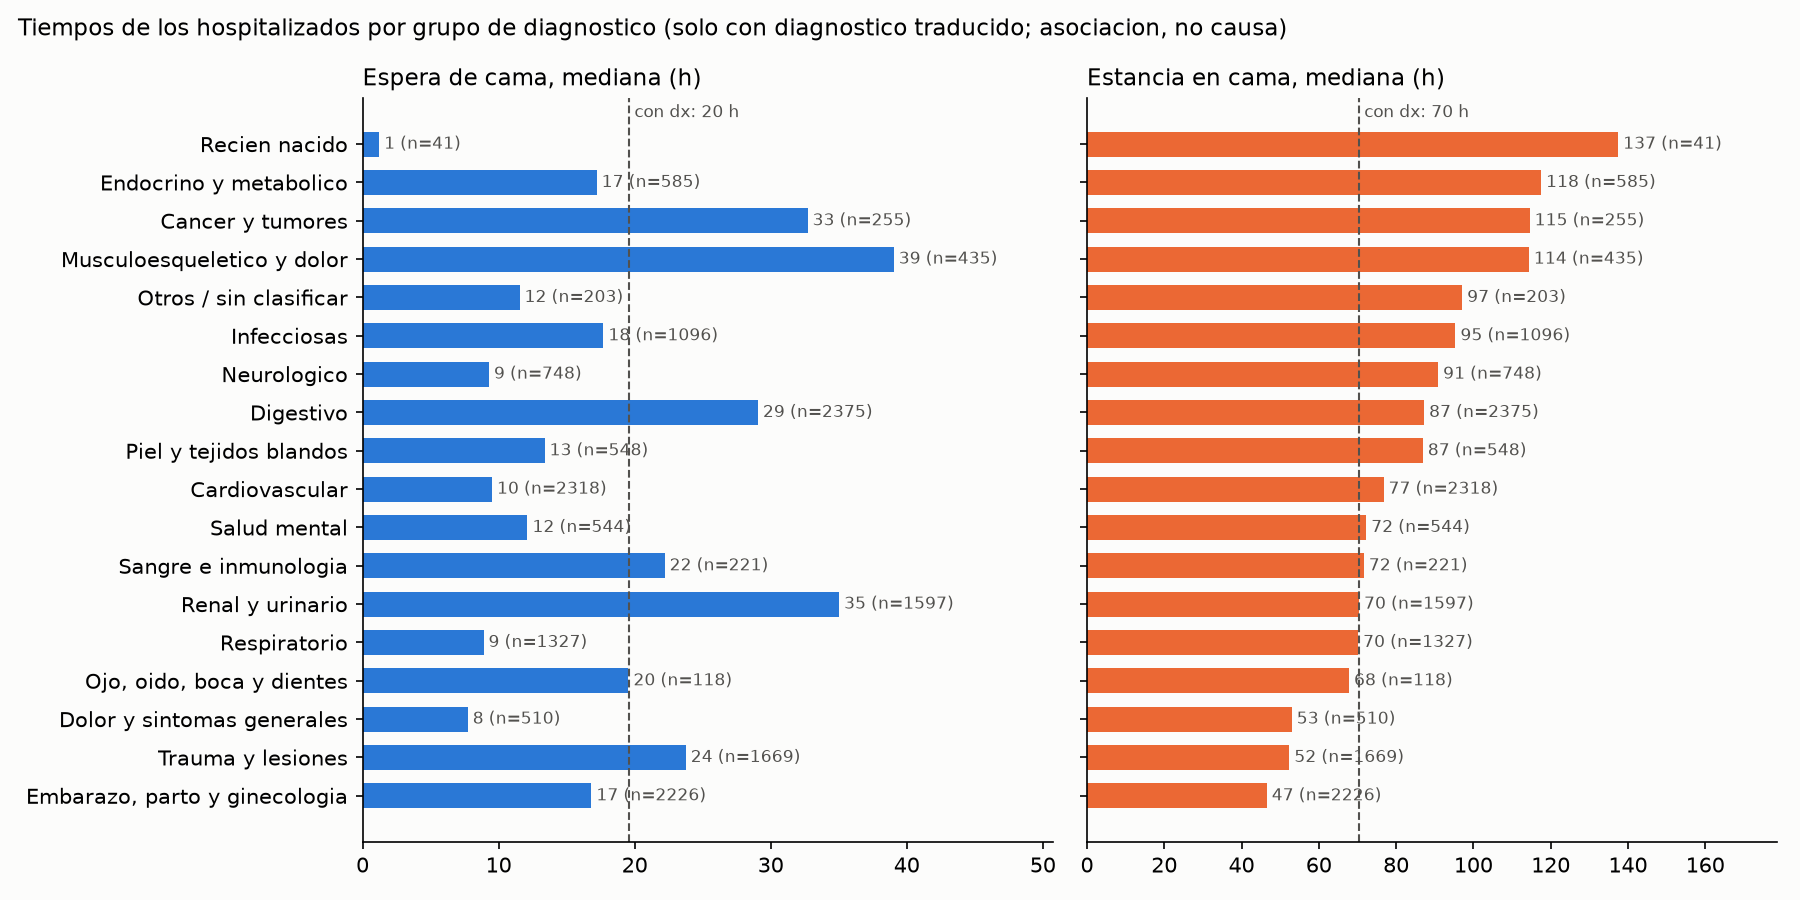 Tiempos de los hospitalizados por grupo de diagnostico (solo con diagnostico traducido; asociacion, no causa)
Espera de cama, mediana (h)
Estancia en cama, mediana (h)
con dx: 20 h
con dx: 70 h
Recien nacido 1 (n=41) 137 (n=41)
Endocrino y metabolico 17 (n=585) 118 (n=585)
Cancer y tumores 33 (n=255) 115 (n=255)
Musculoesqueletico y dolor 39 (n=435) 114 (n=435)
Otros / sin clasificar 12 (n=203) 97 (n=203)
Infecciosas 18 (n=1096) 95 (n=1096)
Neurologico 9 (n=748) 91 (n=748)
Digestivo 29 (n=2375) 87 (n=2375)
Piel y tejidos blandos 13 (n=548) 87 (n=548)
Cardiovascular 10 (n=2318) 77 (n=2318)
Salud mental 12 (n=544) 72 (n=544)
Sangre e inmunologia 22 (n=221) 72 (n=221)
Renal y urinario 35 (n=1597) 70 (n=1597)
Respiratorio 9 (n=1327) 70 (n=1327)
Ojo, oido, boca y dientes 20 (n=118) 68 (n=118)
Dolor y sintomas generales 8 (n=510) 53 (n=510)
Trauma y lesiones 24 (n=1669) 52 (n=1669)
Embarazo, parto y ginecologia 17 (n=2226) 47 (n=2226)
0 10 20 30 40 50
0 20 40 60 80 100 120 140 160